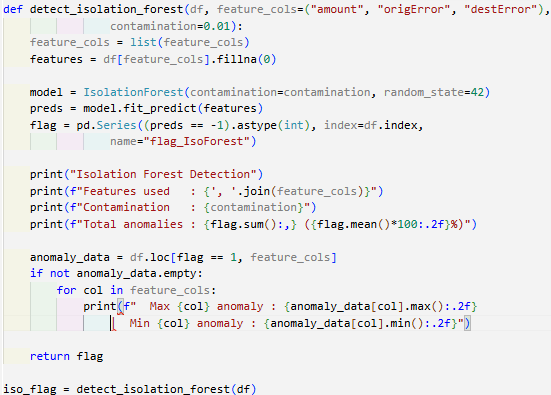 def detect_isolation_forest(df, feature_cols=("amount", "origError", "destError"),
                            contamination=0.01):
    feature_cols = list(feature_cols)
    features = df[feature_cols].fillna(0)

    model = IsolationForest(contamination=contamination, random_state=42)
    preds = model.fit_predict(features)
    flag = pd.Series((preds == -1).astype(int), index=df.index,
                     name="flag_IsoForest")

    print("Isolation Forest Detection")
    print(f"Features used   : {', '.join(feature_cols)}")
    print(f"Contamination   : {contamination}")
    print(f"Total anomalies : {flag.sum():,} ({flag.mean()*100:.2f}%)")

    anomaly_data = df.loc[flag == 1, feature_cols]
    if not anomaly_data.empty:
        for col in feature_cols:
            print(f"  Max {col} anomaly : {anomaly_data[col].max():.2f}
                    Min {col} anomaly : {anomaly_data[col].min():.2f}")

    return flag

iso_flag = detect_isolation_forest(df)